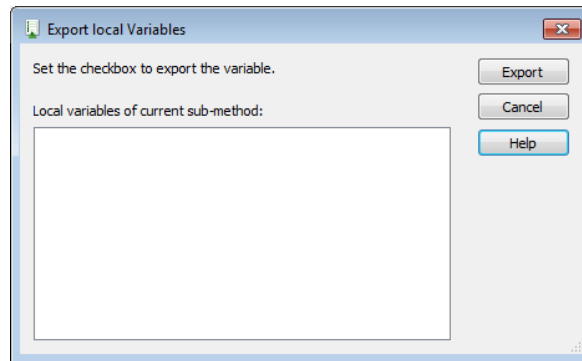 Export local Variables
Set the checkbox to export the variable.
Export
Local variables of current sub-method:
Cancel
Help